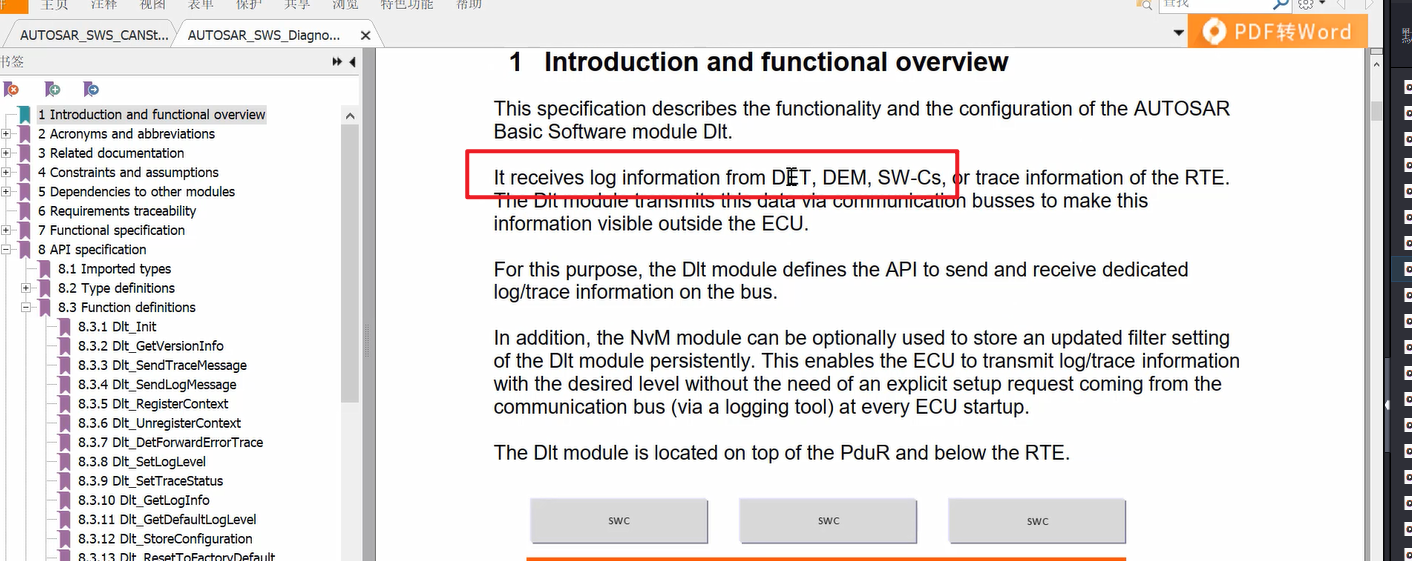 主页 注释 视图 表单 保护 共享 浏览 特色功能 帮助
查找
AUTOSAR_SWS_CANSt... AUTOSAR_SWS_Diagno...
PDF转Word
书签
1 Introduction and functional overview
2 Acronyms and abbreviations
3 Related documentation
4 Constraints and assumptions
5 Dependencies to other modules
6 Requirements traceability
7 Functional specification
8 API specification
8.1 Imported types
8.2 Type definitions
8.3 Function definitions
8.3.1 Dlt_Init
8.3.2 Dlt_GetVersionInfo
8.3.3 Dlt_SendTraceMessage
8.3.4 Dlt_SendLogMessage
8.3.5 Dlt_RegisterContext
8.3.6 Dlt_UnregisterContext
8.3.7 Dlt_DetForwardErrorTrace
8.3.8 Dlt_SetLogLevel
8.3.9 Dlt_SetTraceStatus
8.3.10 Dlt_GetLogInfo
8.3.11 Dlt_GetDefaultLogLevel
8.3.12 Dlt_StoreConfiguration
8.3.13 Dlt_ResetToFactoryDefault
1 Introduction and functional overview
This specification describes the functionality and the configuration of the AUTOSAR
Basic Software module Dlt.
It receives log information from DET, DEM, SW-Cs, or trace information of the RTE.
The Dlt module transmits this data via communication busses to make this
information visible outside the ECU.
For this purpose, the Dlt module defines the API to send and receive dedicated
log/trace information on the bus.
In addition, the NvM module can be optionally used to store an updated filter setting
of the Dlt module persistently. This enables the ECU to transmit log/trace information
with the desired level without the need of an explicit setup request coming from the
communication bus (via a logging tool) at every ECU startup.
The Dlt module is located on top of the PduR and below the RTE.
SWC SWC SWC